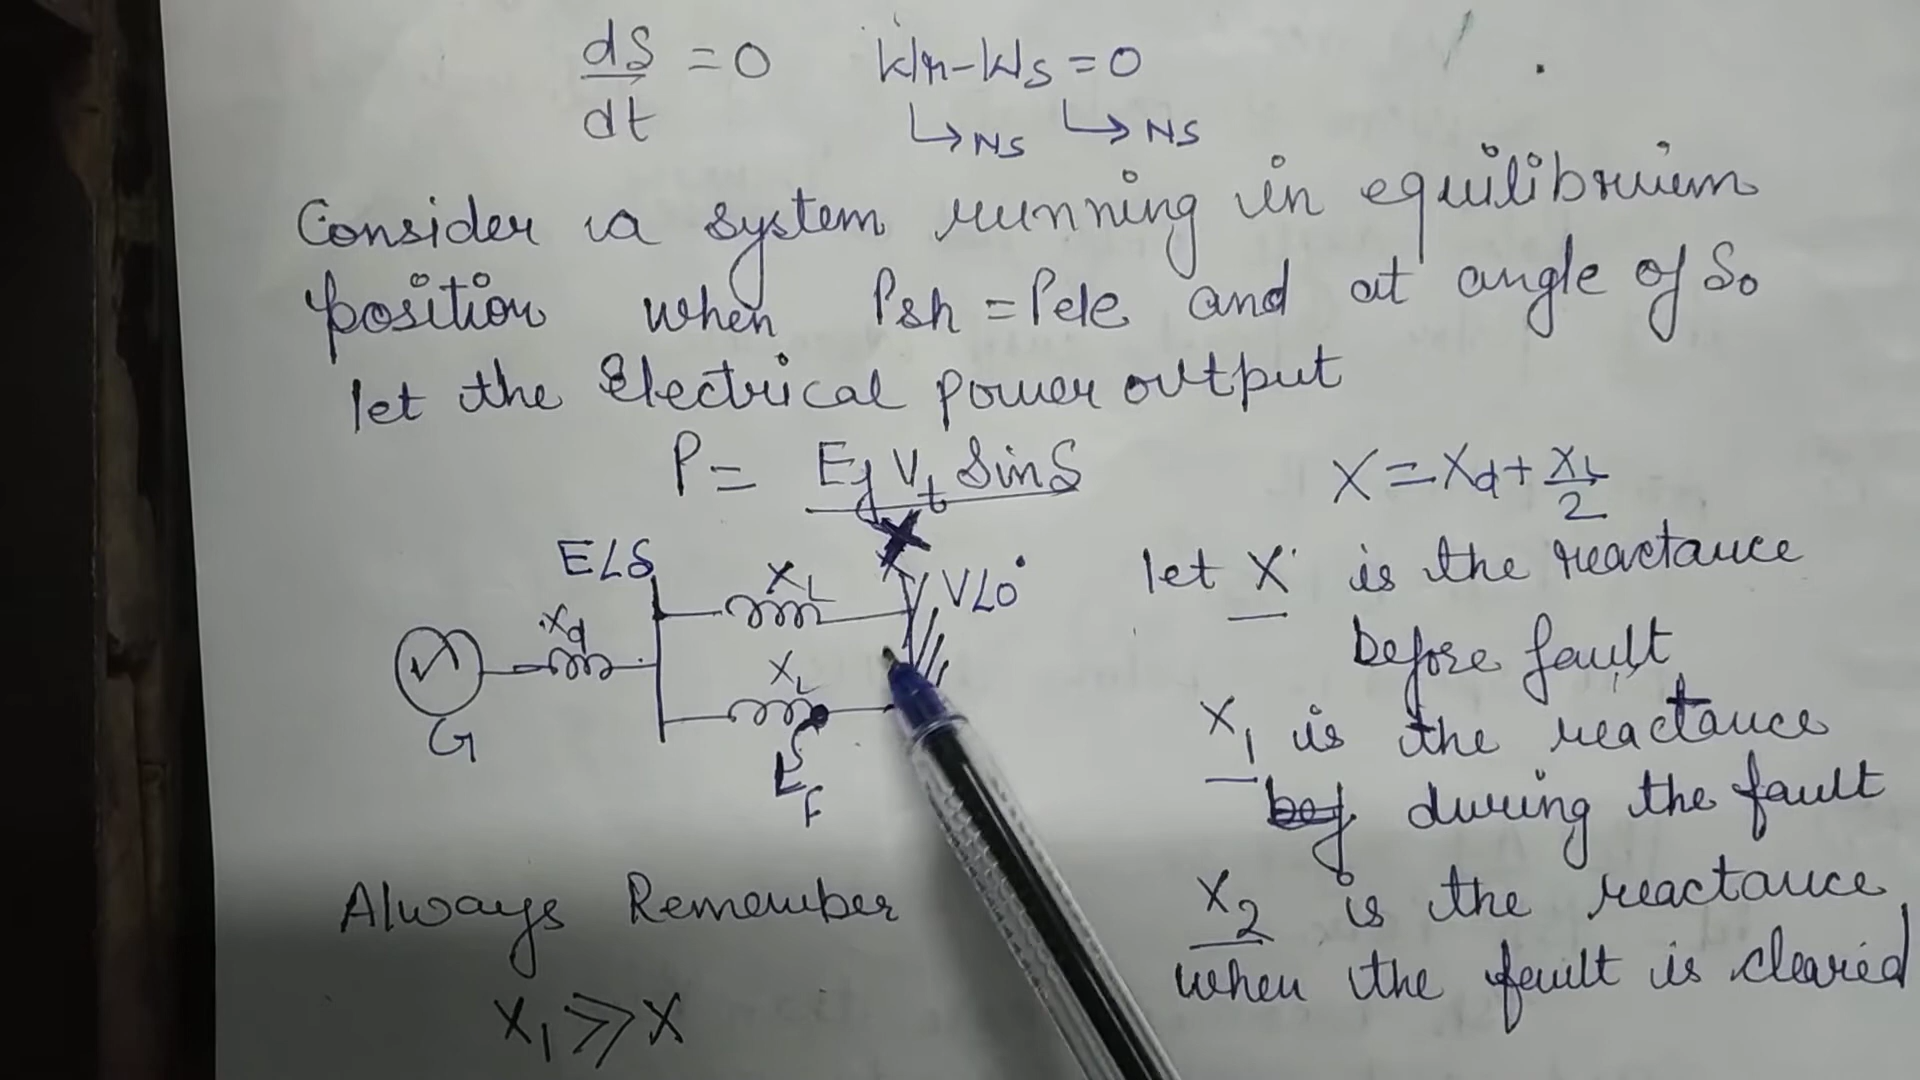 dδ/dt = 0 Wr - Ws = 0
↳ Ns ↳ Ns
Consider a system running in equilibrium
position when Psh = Pele and at angle of δ0
let the Electrical power output
P = Ef Vt Sinδ / X
X = Xd + XL/2
E∠δ
XL
V∠0°
Xd
XL
G
F
let X is the reactance
before fault
X1 is the reactance
during the fault
X2 is the reactance
when the fault is cleared
Always Remember
X1 ≫ X